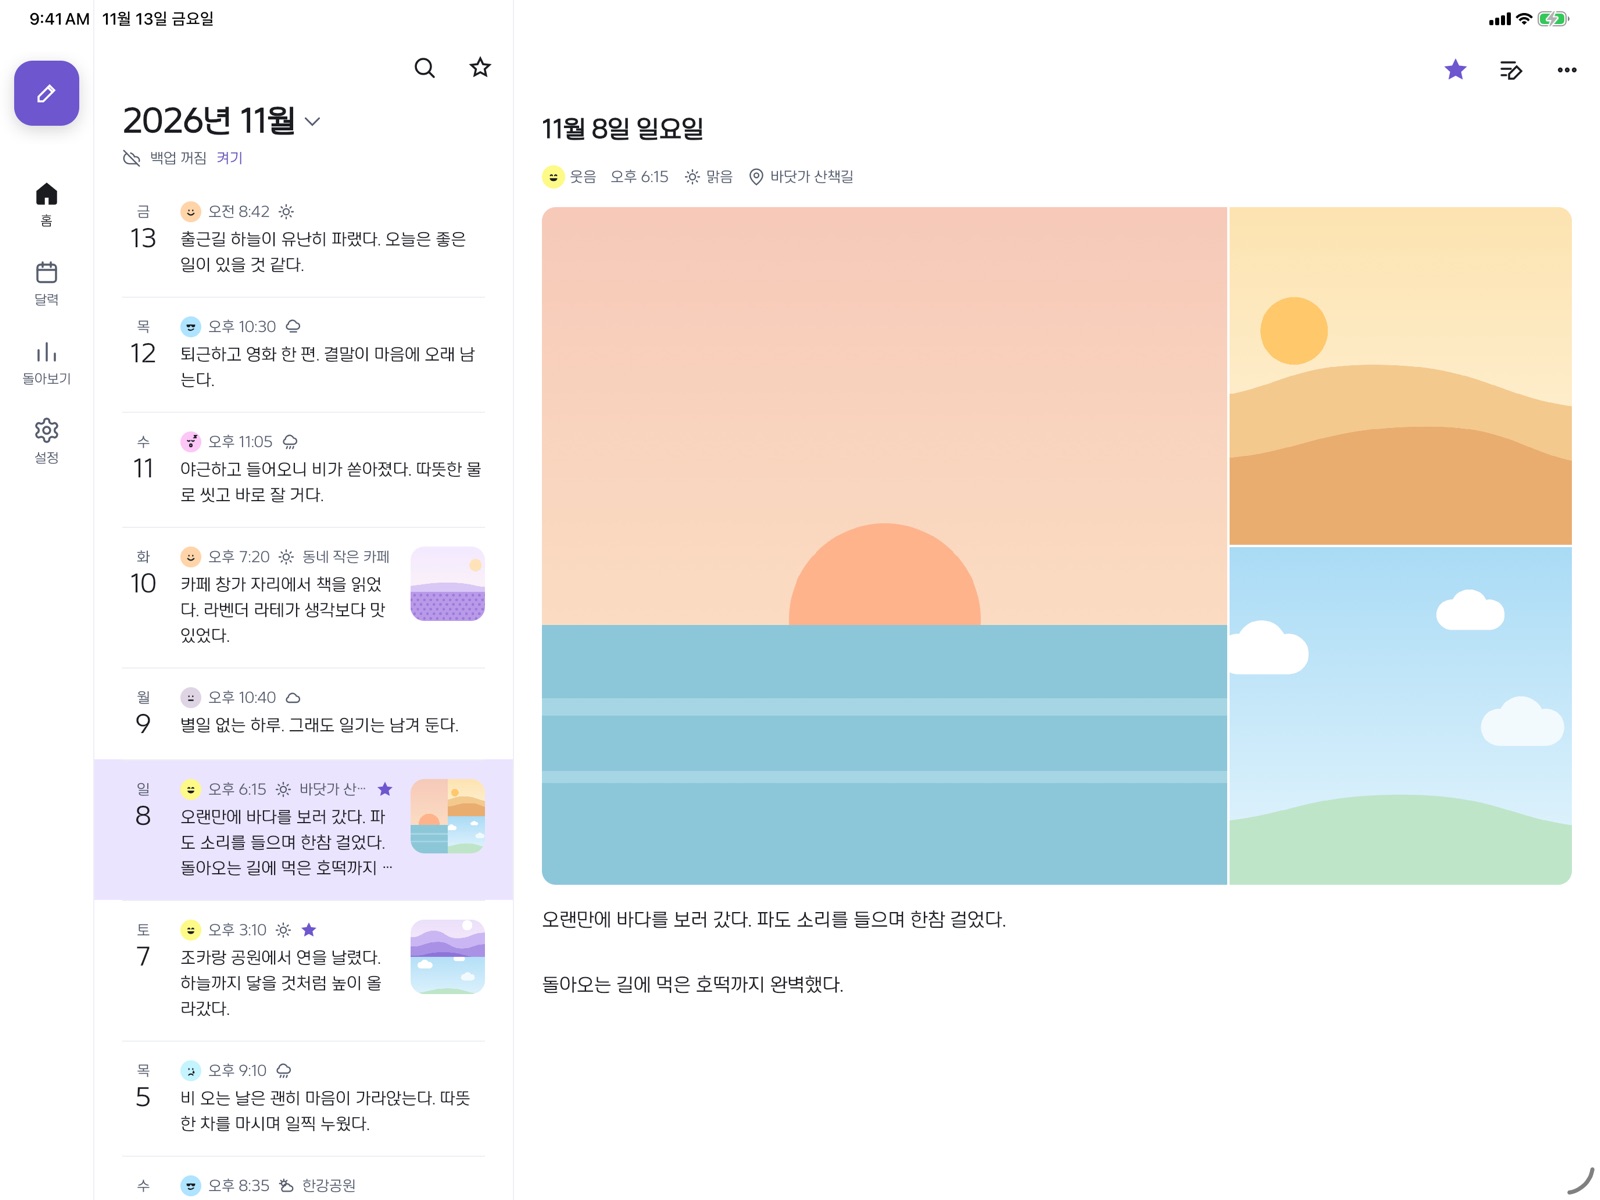 9:41 AM 11월 13일 금요일
2026년 11월
백업 꺼짐 켜기
홈
달력
돌아보기
설정
금
13
오전 8:42
출근길 하늘이 유난히 파랬다. 오늘은 좋은
일이 있을 것 같다.
목
12
오후 10:30
퇴근하고 영화 한 편. 결말이 마음에 오래 남
는다.
수
11
오후 11:05
야근하고 들어오니 비가 쏟아졌다. 따뜻한 물
로 씻고 바로 잘 거다.
화
10
오후 7:20 동네 작은 카페
카페 창가 자리에서 책을 읽었
다. 라벤더 라테가 생각보다 맛
있었다.
월
9
오후 10:40
별일 없는 하루. 그래도 일기는 남겨 둔다.
일
8
오후 6:15 바닷가 산…
오랜만에 바다를 보러 갔다. 파
도 소리를 들으며 한참 걸었다.
돌아오는 길에 먹은 호떡까지 …
토
7
오후 3:10
조카랑 공원에서 연을 날렸다.
하늘까지 닿을 것처럼 높이 올
라갔다.
목
5
오후 9:10
비 오는 날은 괜히 마음이 가라앉는다. 따뜻
한 차를 마시며 일찍 누웠다.
수
오후 8:35 한강공원
11월 8일 일요일
웃음 오후 6:15 맑음 바닷가 산책길
오랜만에 바다를 보러 갔다. 파도 소리를 들으며 한참 걸었다.
돌아오는 길에 먹은 호떡까지 완벽했다.